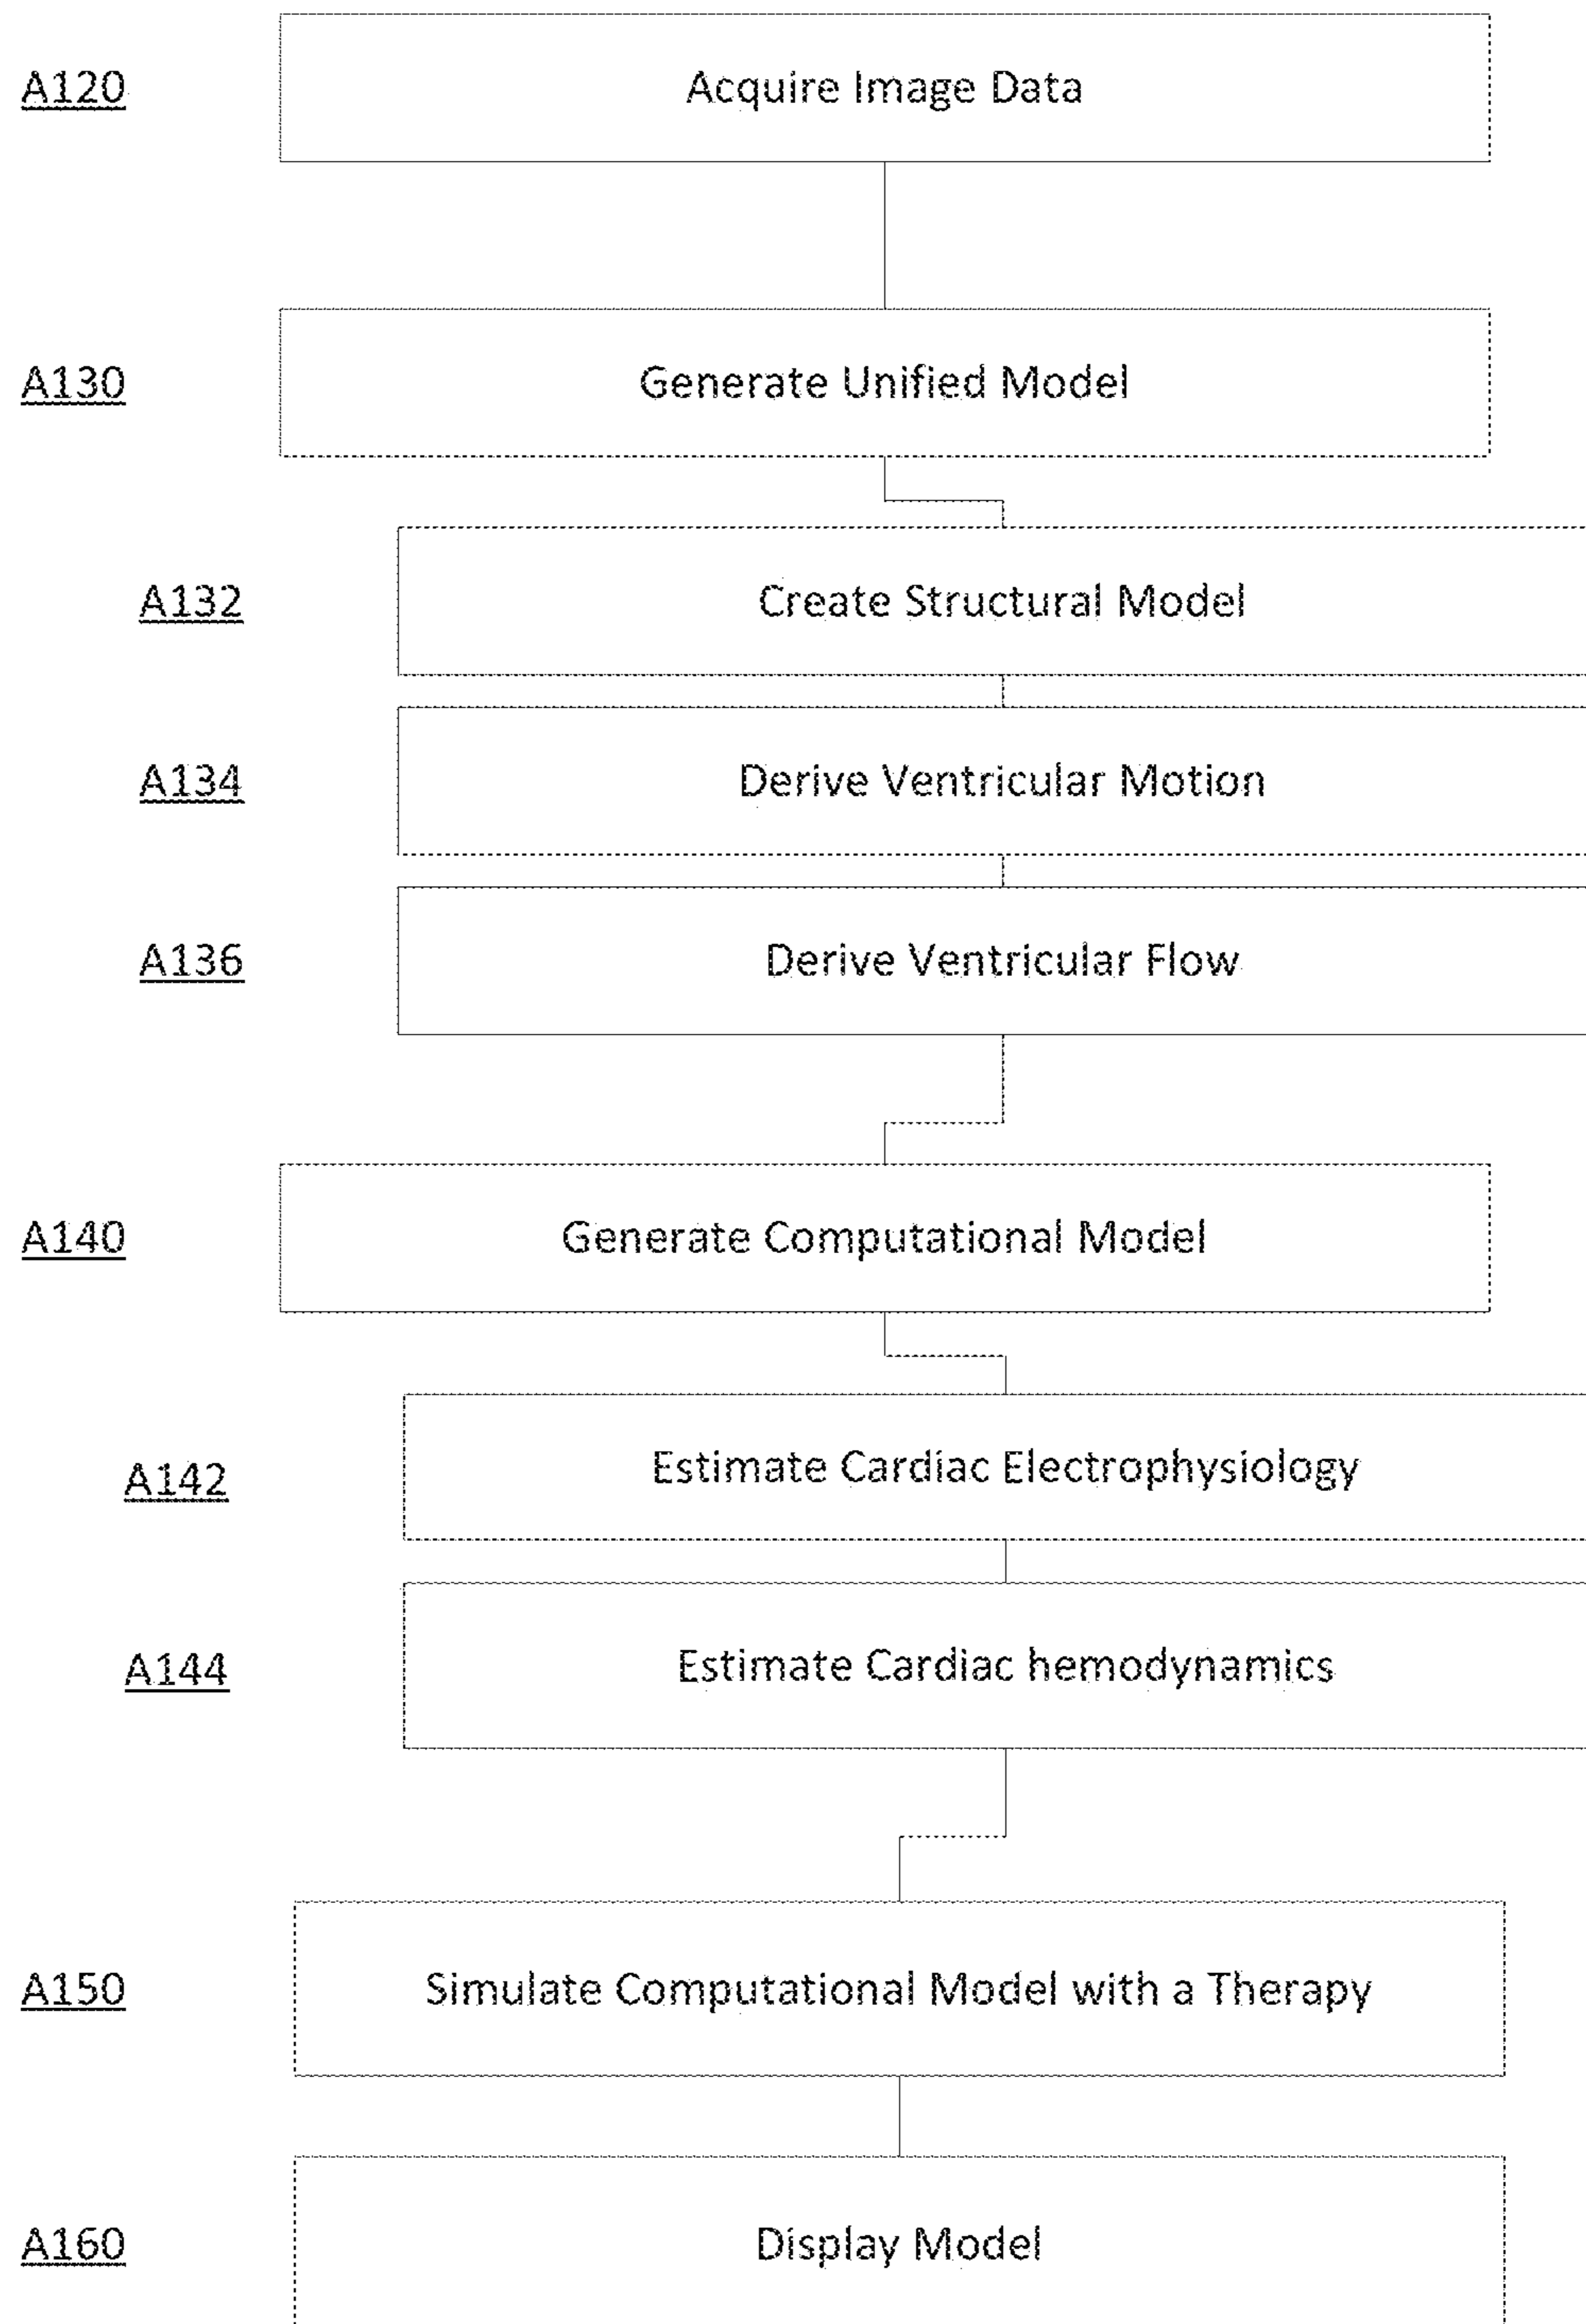 A120
Acquire Image Data
A130
Generate Unified Model
A132
Create Structural Model
A134
Derive Ventricular Motion
A136
Derive Ventricular Flow
A140
Generate Computational Model
A142
Estimate Cardiac Electrophysiology
A144
Estimate Cardiac hemodynamics
A150
Simulate Computational Model with a Therapy
A160
Display Model